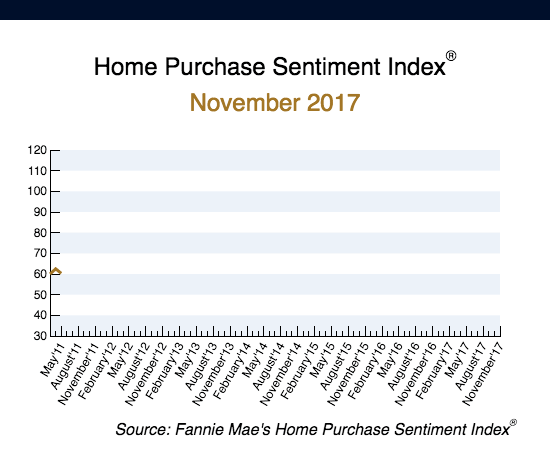 Home Purchase Sentiment Index®
November 2017
120
110
100
90
80
70
60
50
40
30
May'11
August'11
November'11
February'12
May'12
August'12
November'12
February'13
May'13
August'13
November'13
February'14
May'14
August'14
November'14
February'15
May'15
August'15
November'15
February'16
May'16
August'16
November'16
February'17
May'17
August'17
November'17
Source: Fannie Mae's Home Purchase Sentiment Index®